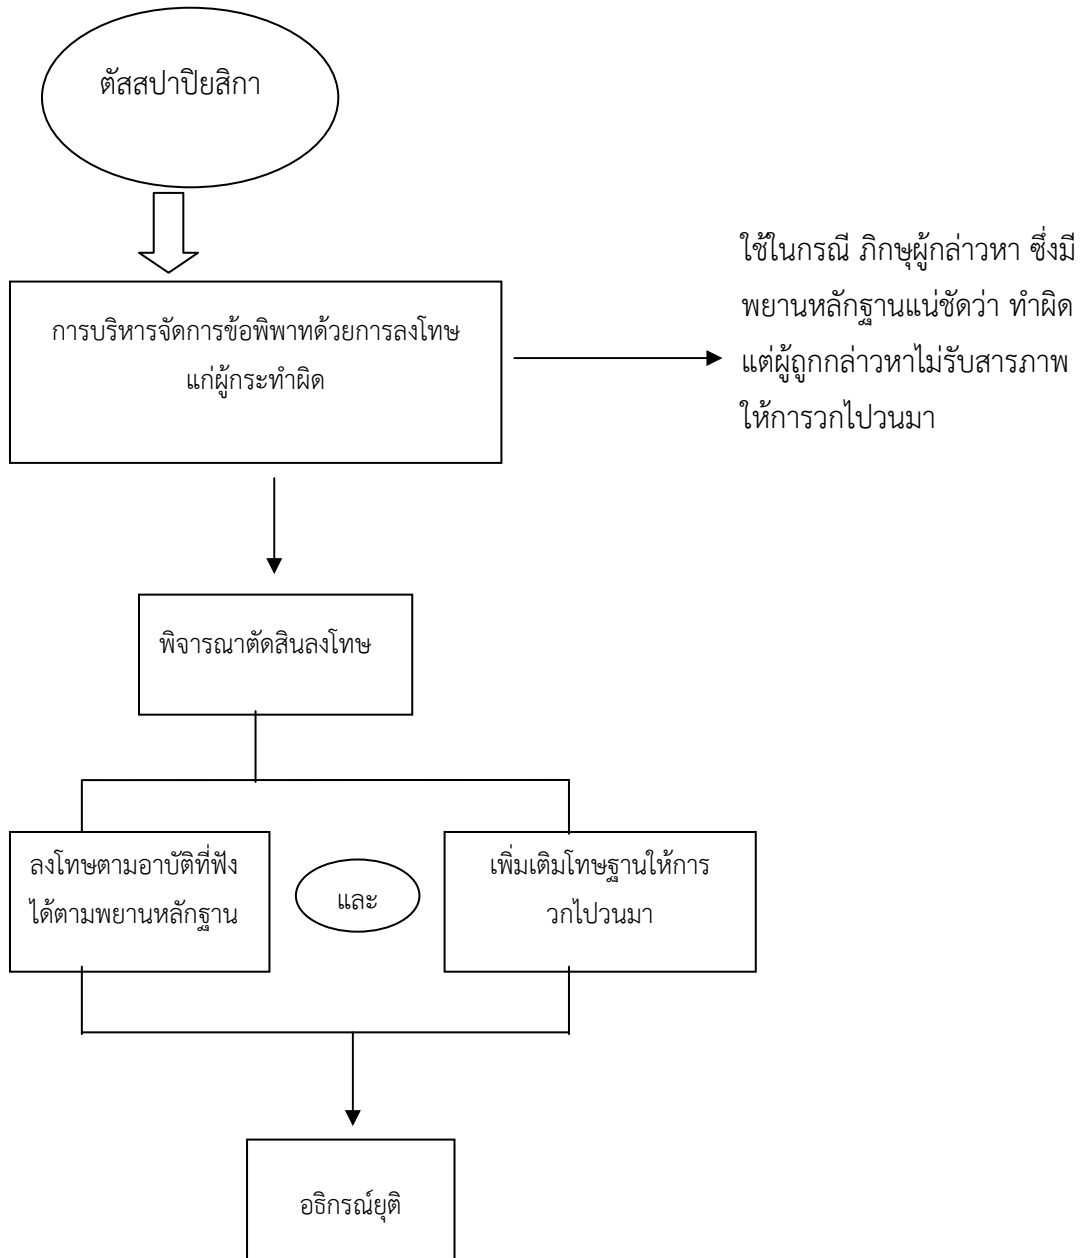 ตัสสปาปิยสิกา
การบริหารจัดการข้อพิพาทด้วยการลงโทษ
แก่ผู้กระทำผิด
ใช้ในกรณี ภิกษุผู้กล่าวหา ซึ่งมี
พยานหลักฐานแน่ชัดว่า ทำผิด
แต่ผู้ถูกกล่าวหาไม่รับสารภาพ
ให้การวกไปวนมา
พิจารณาตัดสินลงโทษ
ลงโทษตามอาบัติที่ฟัง
ได้ตามพยานหลักฐาน
และ
เพิ่มเติมโทษฐานให้การ
วกไปวนมา
อธิกรณ์ยุติ